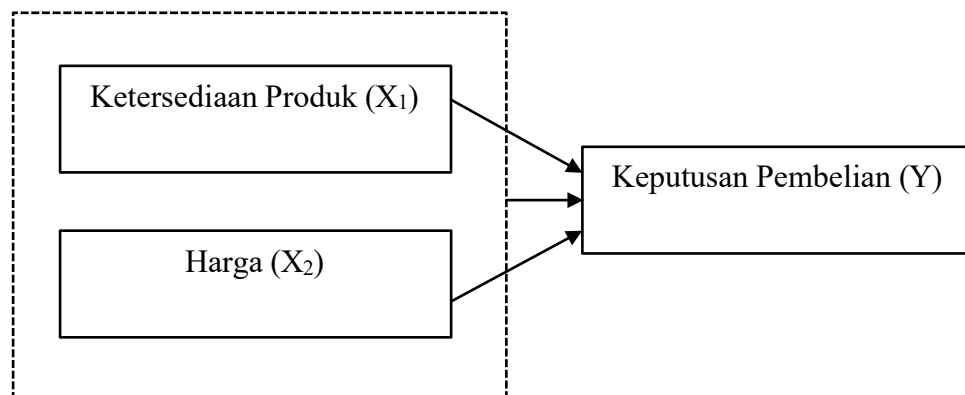 Ketersediaan Produk (X₁)
Keputusan Pembelian (Y)
Harga (X₂)